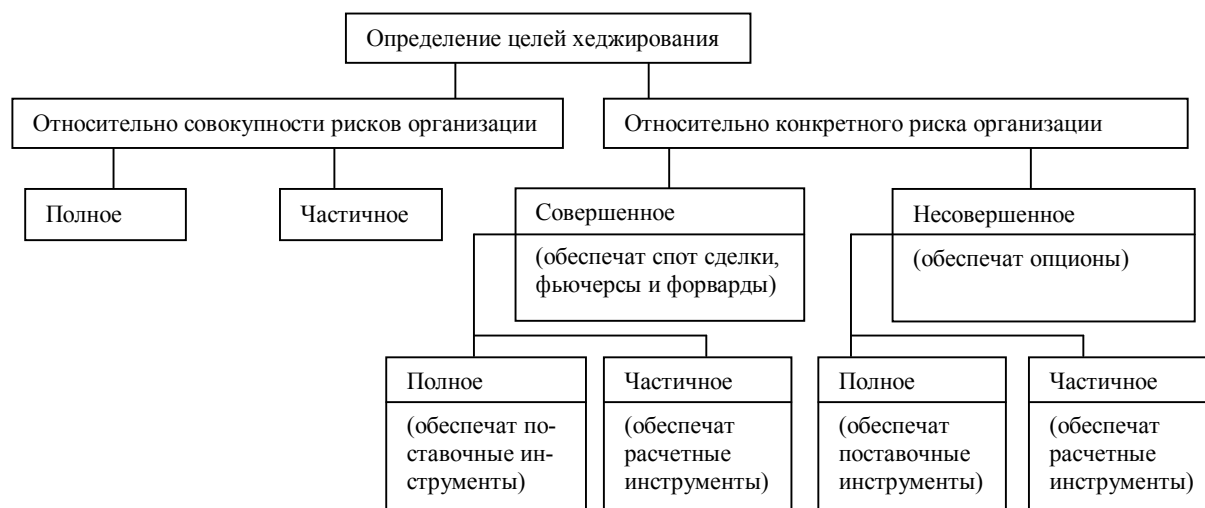 Определение целей хеджирования
Относительно совокупности рисков организации
Относительно конкретного риска организации
Полное
Частичное
Совершенное
(обеспечат спот сделки,
фьючерсы и форварды)
Несовершенное
(обеспечат опционы)
Полное
(обеспечат по-
ставочные ин-
струменты)
Частичное
(обеспечат
расчетные
инструменты)
Полное
(обеспечат
поставочные
инструменты)
Частичное
(обеспечат
расчетные
инструменты)